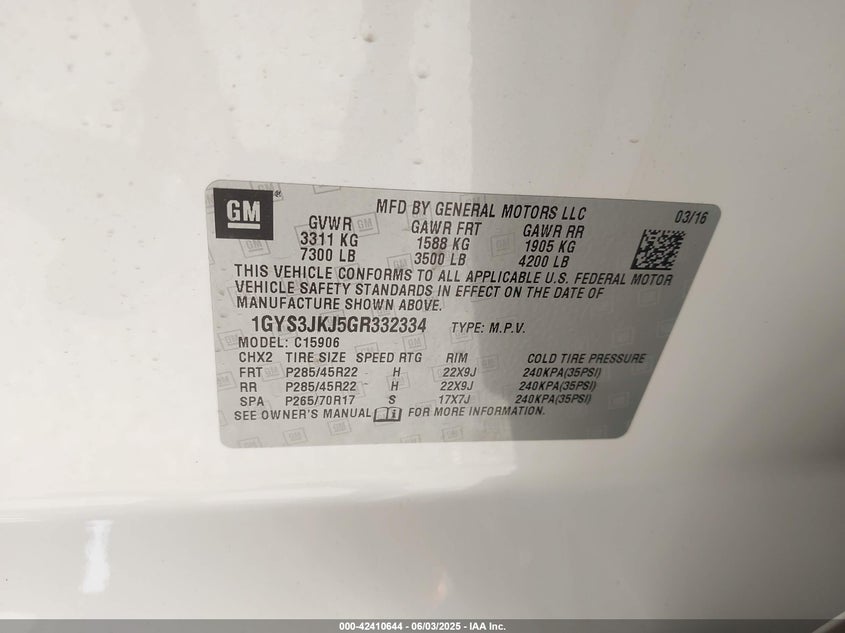 GM
MFD BY GENERAL MOTORS LLC
03/16
GVWR GAWR FRT GAWR RR
3311 KG 1588 KG 1905 KG
7300 LB 3500 LB 4200 LB
THIS VEHICLE CONFORMS TO ALL APPLICABLE U.S. FEDERAL MOTOR
VEHICLE SAFETY STANDARDS IN EFFECT ON THE DATE OF
MANUFACTURE SHOWN ABOVE.
1GYS3JKJ5GR332334 TYPE: M.P.V.
MODEL: C15906
CHX2 TIRE SIZE SPEED RTG RIM COLD TIRE PRESSURE
FRT P285/45R22 - H 22X9J 240KPA(35PSI)
RR P285/45R22 - H 22X9J 240KPA(35PSI)
SPA P265/70R17 S 17X7J 240KPA(35PSI)
SEE OWNER'S MANUAL i FOR MORE INFORMATION.
000-42410644 - 06/03/2025 - IAA Inc.